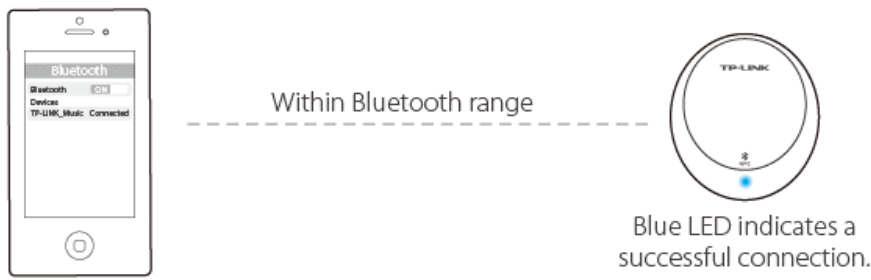 Bluetooth
Bluetooth ON
Devices
TP-LINK_Music Connected
Within Bluetooth range
TP-LINK
NFC
Blue LED indicates a
successful connection.